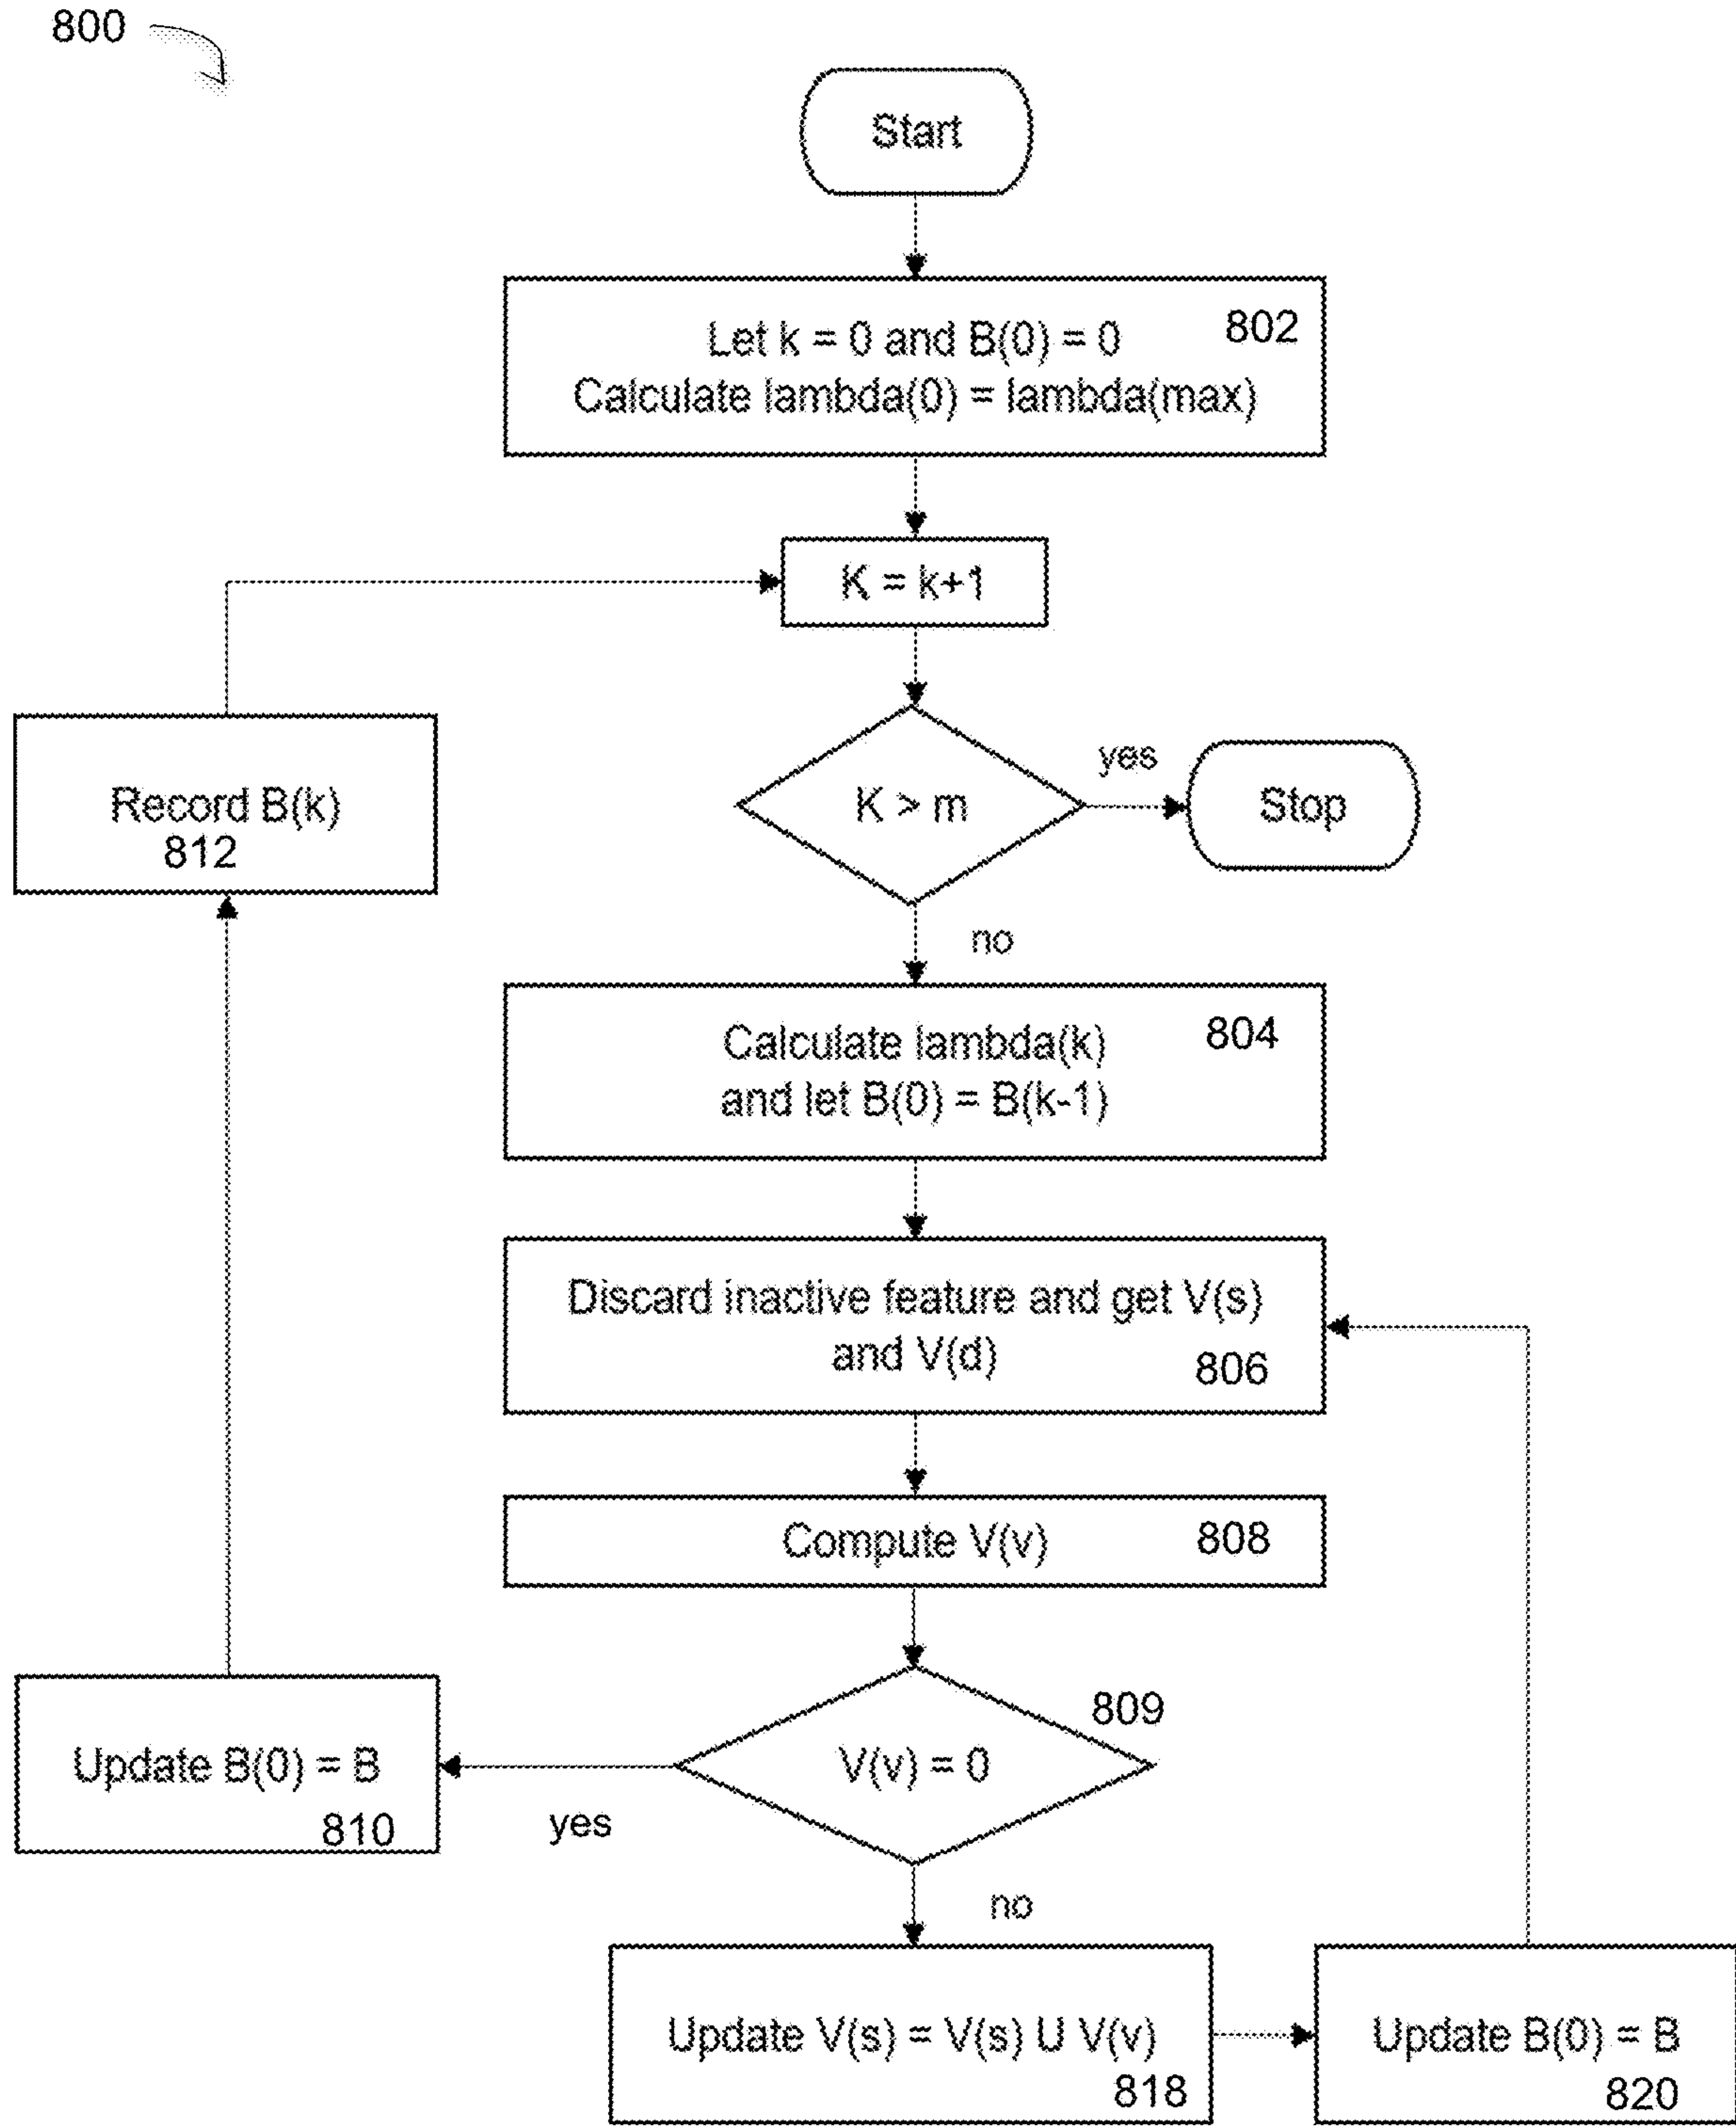 800
Start
Let k = 0 and B(0) = 0
802
Calculate lambda(0) = lambda(max)
K = k+1
K > m
yes
Stop
no
Record B(k)
812
Calculate lambda(k)
804
and let B(0) = B(k-1)
Discard inactive feature and get V(s)
and V(d)
806
Compute V(v)
808
809
V(v) = 0
yes
Update B(0) = B
810
no
Update V(s) = V(s) U V(v)
818
Update B(0) = B
820